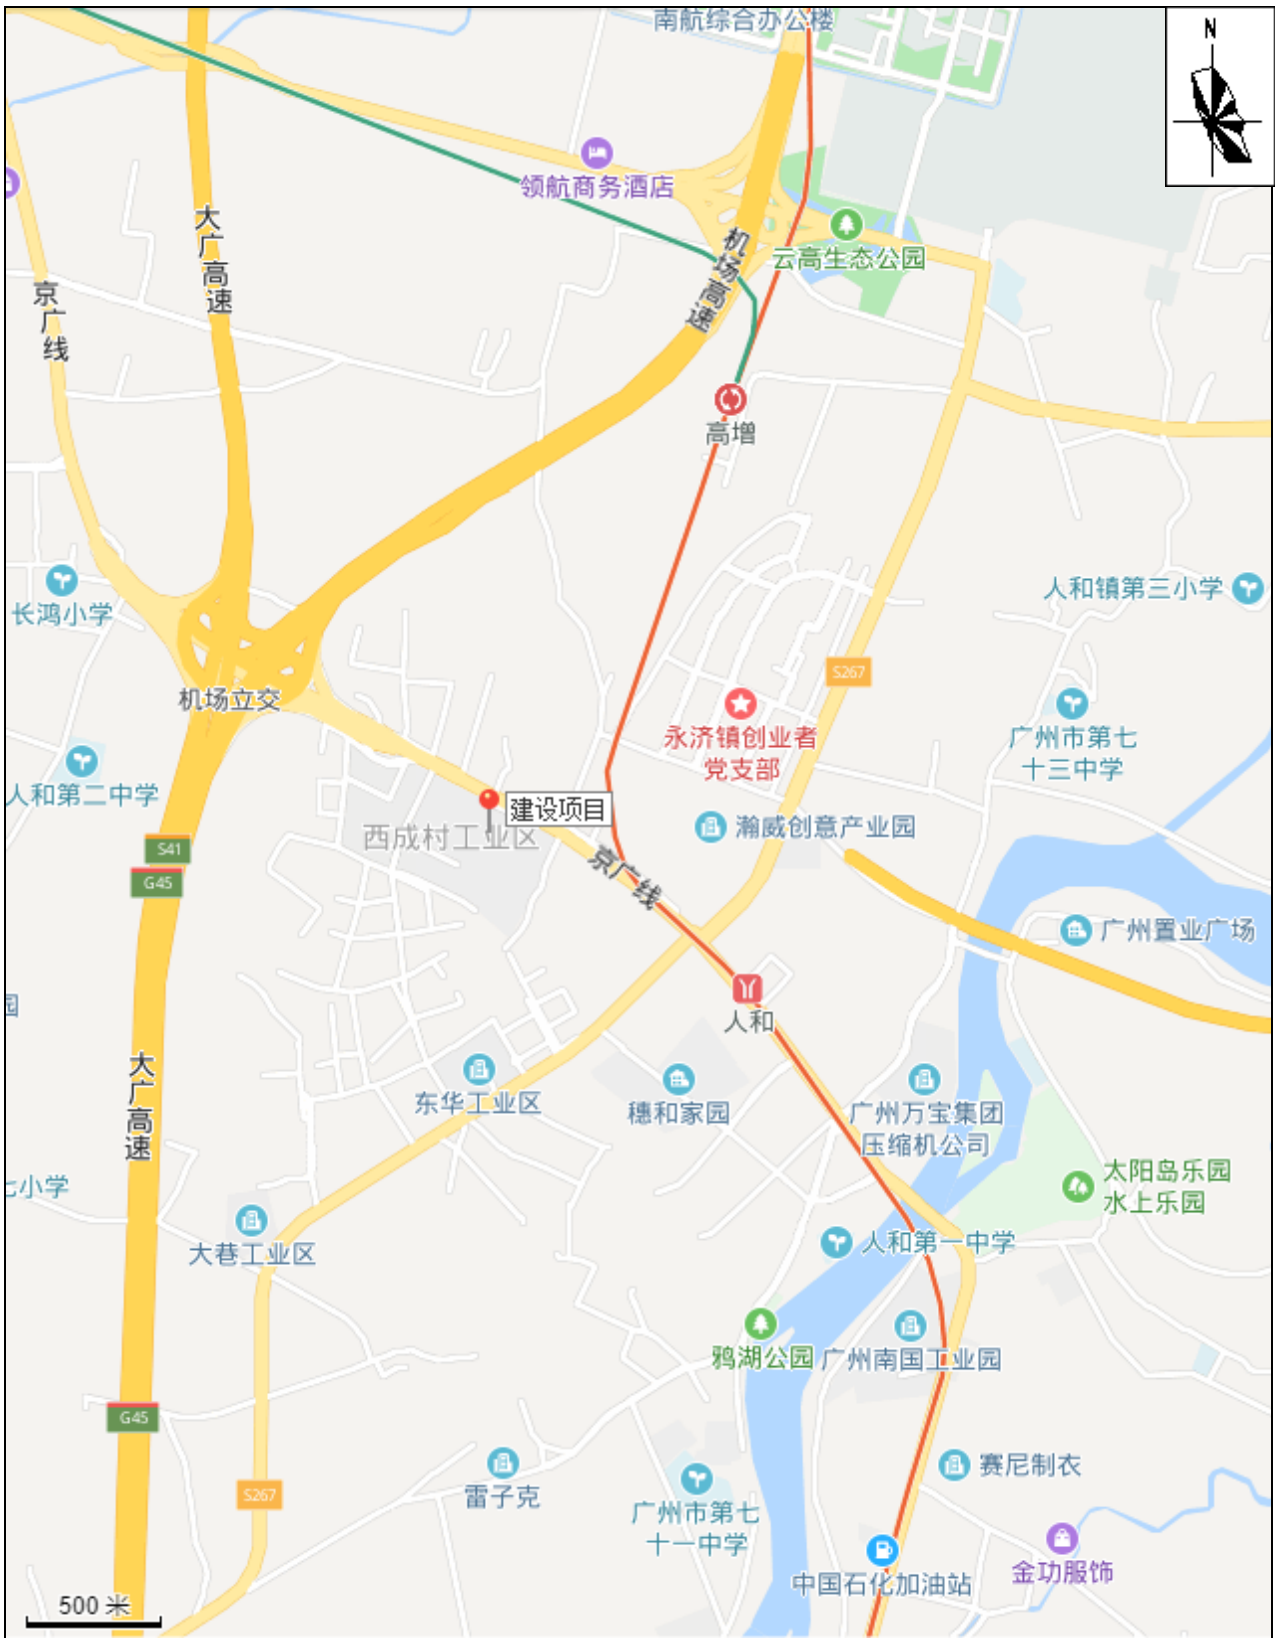 南航综合办公楼
N
领航商务酒店
大广高速
机场高速
云高生态公园
京广线
高增
长鸿小学
人和镇第三小学
S267
机场立交
永济镇创业者
党支部
广州市第七
十三中学
人和第二中学
建设项目
西成村工业区
瀚威创意产业园
S41
G45
京广线
广州置业广场
园
人和
大广高速
东华工业区
穗和家园
广州万宝集团
压缩机公司
太阳岛乐园
水上乐园
七小学
大巷工业区
人和第一中学
鸦湖公园
广州南国工业园
G45
赛尼制衣
S267
雷子克
广州市第七
十一中学
金功服饰
中国石化加油站
500 米